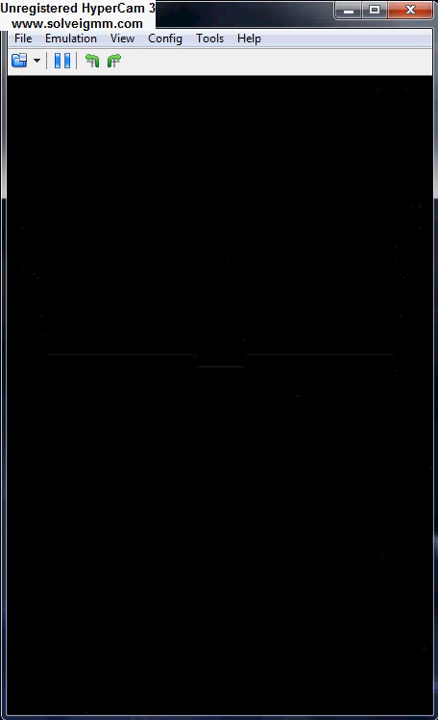 Unregistered HyperCam 3
www.solveigmm.com
File Emulation View Config Tools Help